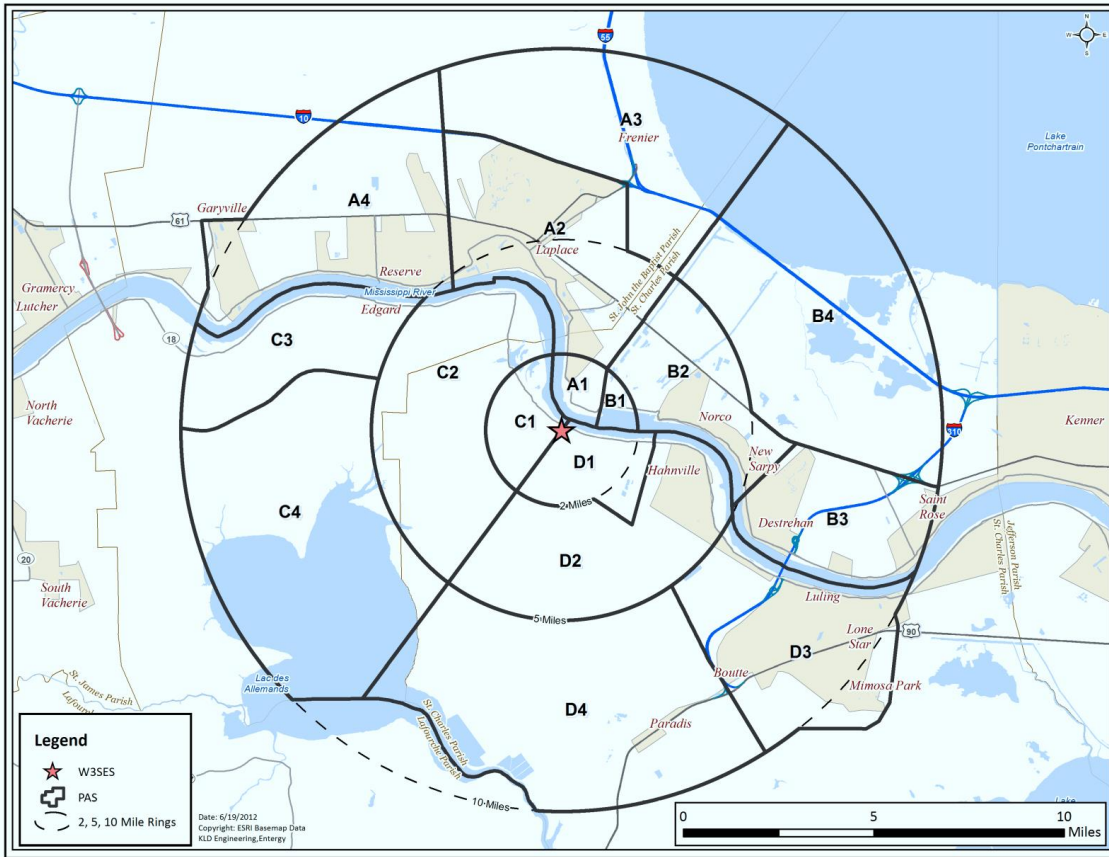 55
N
W
E
S
10
A3
Frenier
Lake
Pontchartrain
A4
Garyville
61
A2
Laplace
St. John the Baptist Parish
St. Charles Parish
Reserve
Mississippi River
Gramercy
Lutcher
Edgard
B4
18
C3
C2
B2
A1
B1
North
Vacherie
C1
Norco
310
Kenner
New
Sarpy
D1
Hahnville
2 Miles
Saint
Rose
C4
B3
Destrehan
Jefferson Parish
St. Charles Parish
20
D2
South
Vacherie
Luling
5 Miles
Lone
Star
90
D3
Boutte
Mimosa Park
Lac des
Allemands
St. James Parish
Lafourche
St. Charles Parish
Lafourche Parish
D4
Paradis
10 Miles
Legend
W3SES
PAS
2, 5, 10 Mile Rings
Date: 6/19/2012
Copyright: ESRI Basemap Data
KLD Engineering, Entergy
Lake
0
5
10
Miles